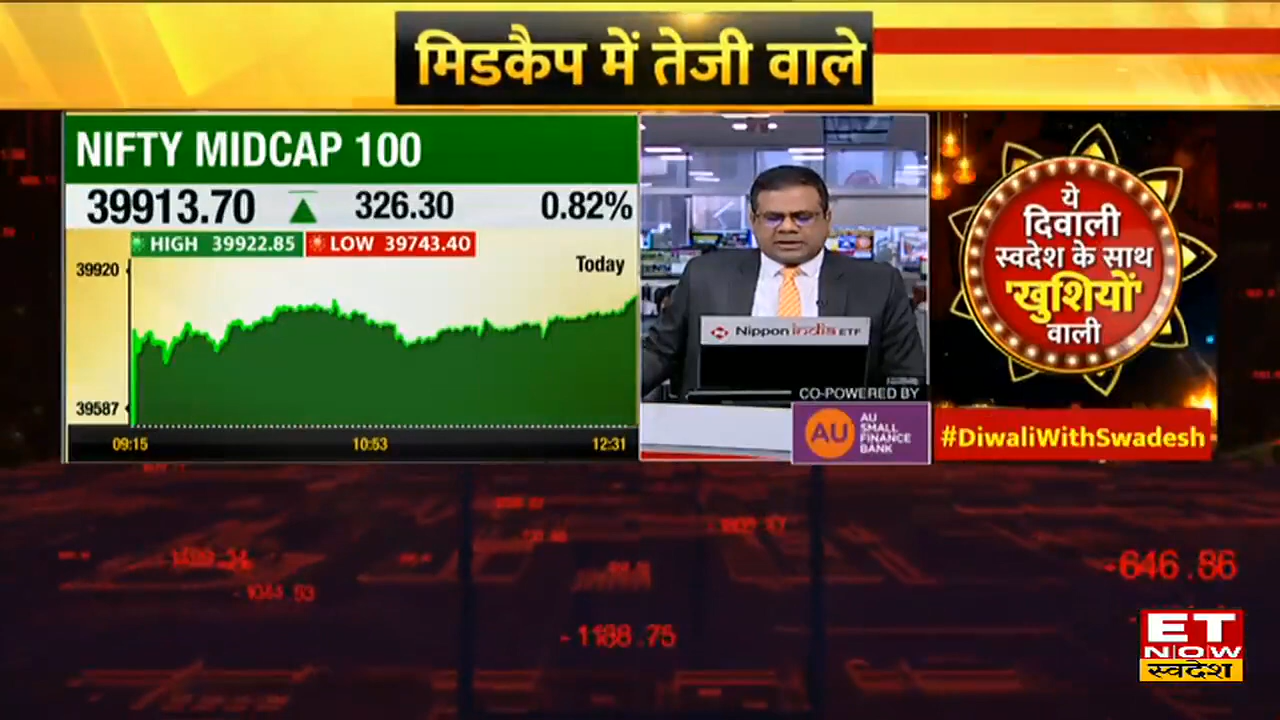 मिडकैप में तेजी वाले
NIFTY MIDCAP 100
39913.70 326.30 0.82%
HIGH 39922.85 LOW 39743.40
Today
39920
39587
09:15 10:53 12:31
Nippon india ETF
CO-POWERED BY
AU
AU
SMALL
FINANCE
BANK
ये
दिवाली
स्वदेश के साथ
'खुशियों'
वाली
#DiwaliWithSwadesh
-646.86
-1188.75
ET
NOW
स्वदेश